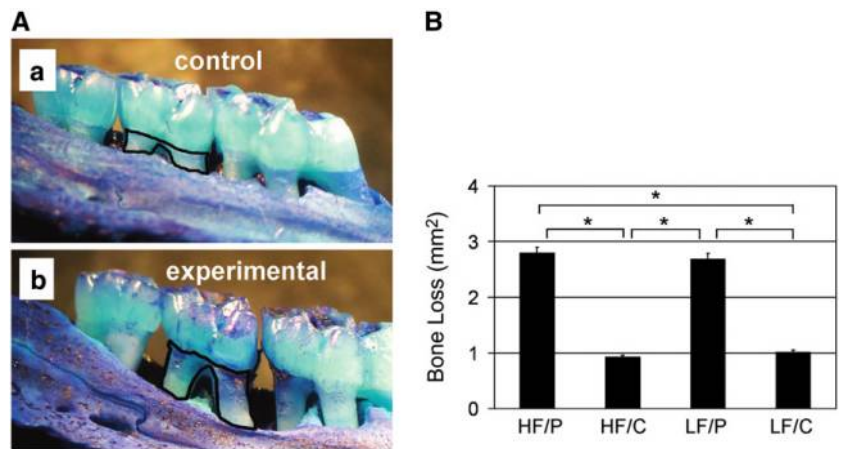 A
a
control
b
experimental
B
Bone Loss (mm²)
4
3
2
1
0
*
* * *
HF/P HF/C LF/P LF/C